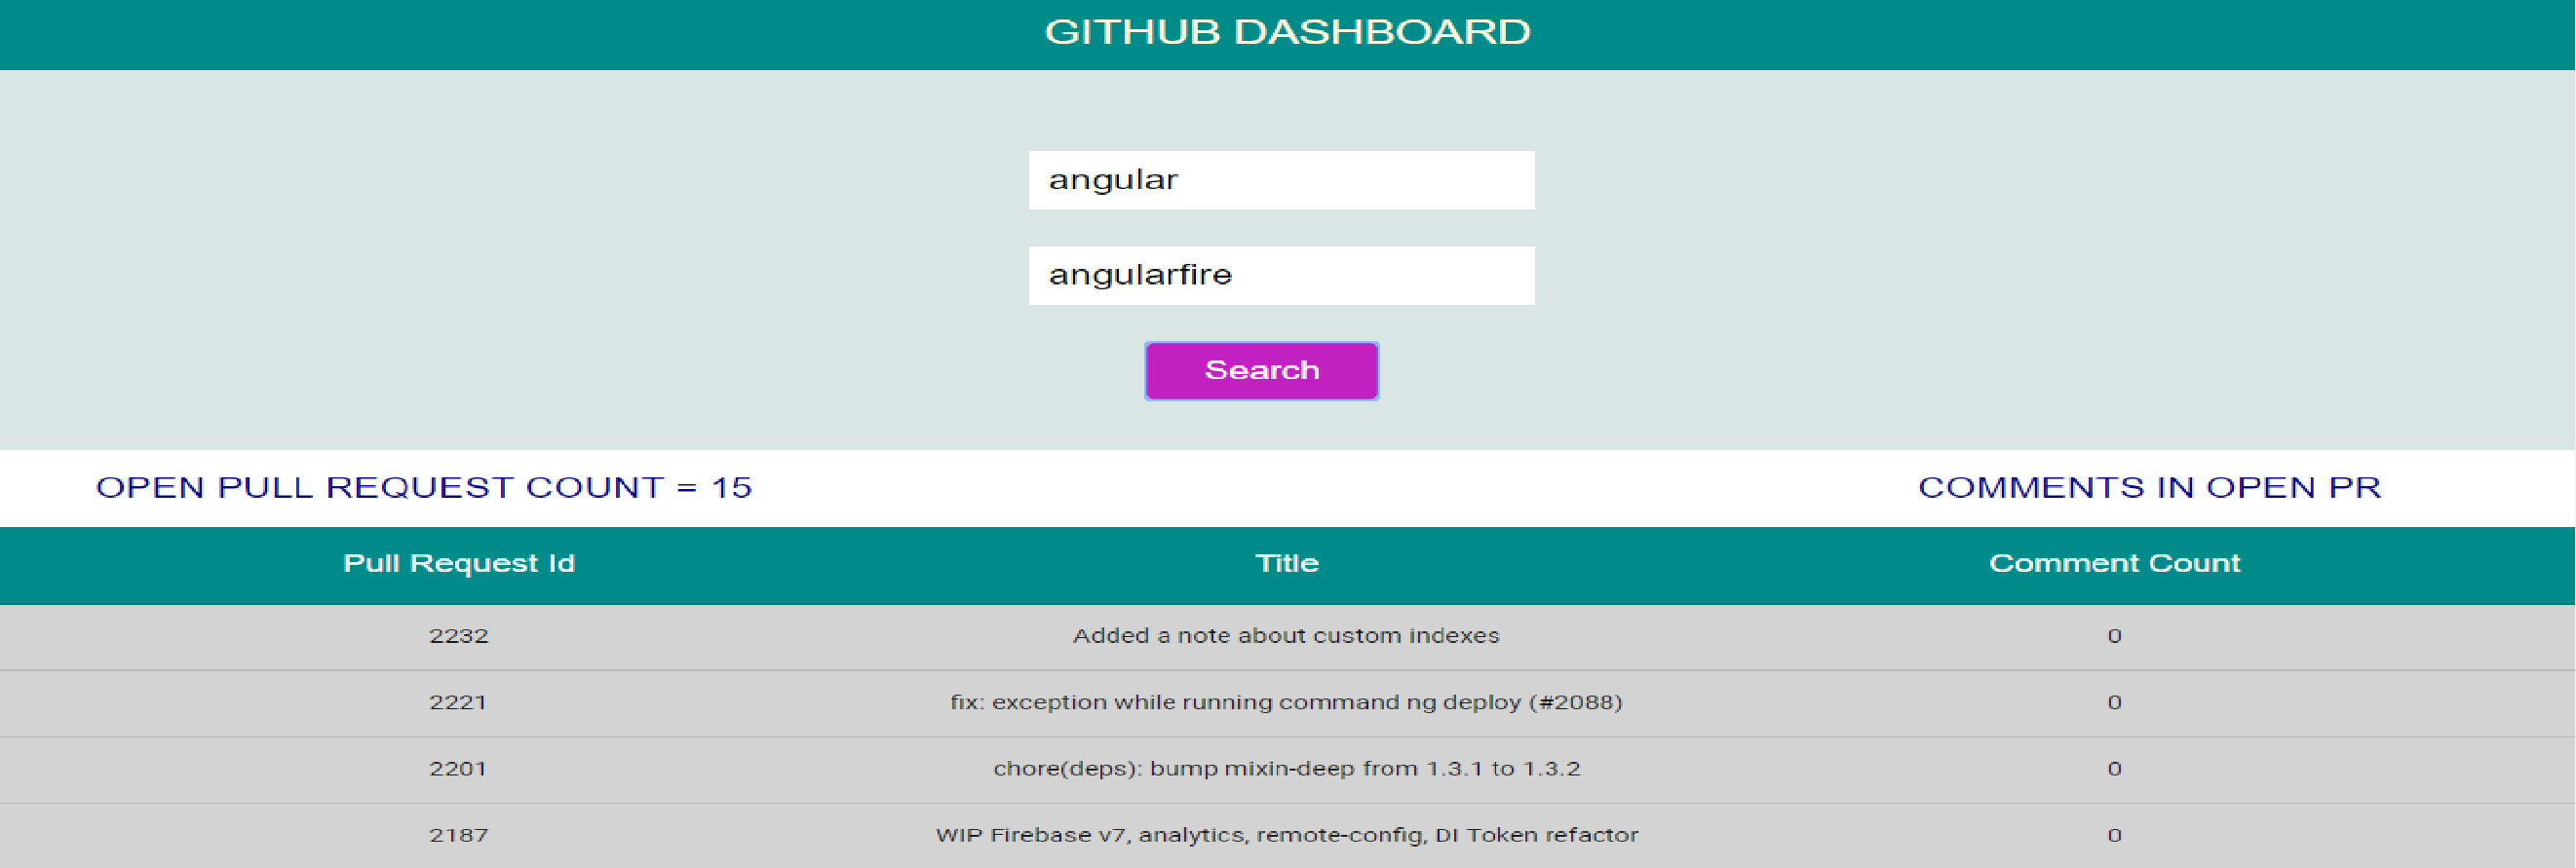 GITHUB DASHBOARD
angular
angularfire
Search
OPEN PULL REQUEST COUNT = 15 COMMENTS IN OPEN PR
Pull Request Id Title Comment Count
2232 Added a note about custom indexes 0
2221 fix: exception while running command ng deploy (#2088) 0
2201 chore(deps): bump mixin-deep from 1.3.1 to 1.3.2 0
2187 WIP Firebase v7, analytics, remote-config, DI Token refactor 0